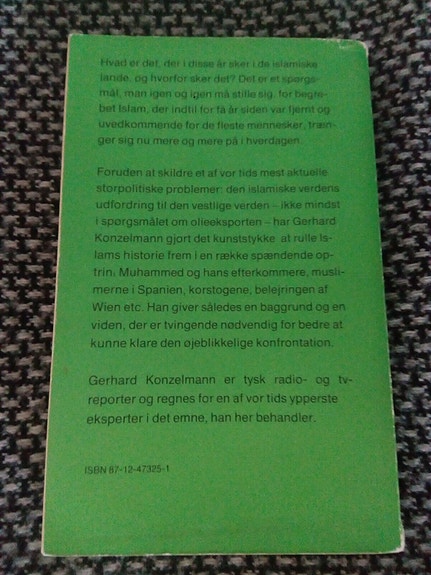 Hvad er det, der i disse år sker i de islamiske
lande, og hvorfor sker det? Det er et spørgs-
mål, man igen og igen må stille sig, for begre-
bet Islam, der indtil for få år siden var fjernt og
uvedkommende for de fleste mennesker, træn-
ger sig nu mere og mere på i hverdagen.
Foruden at skildre et af vor tids mest aktuelle
storpolitiske problemer: den islamiske verdens
udfordring til den vestlige verden – ikke mindst
i spørgsmålet om olieeksporten – har Gerhard
Konzelmann gjort det kunststykke at rulle Is-
lams historie frem i en række spændende op-
trin, Muhammed og hans efterkommere, musli-
merne i Spanien, korstogene, belejringen af
Wien etc. Han giver således en baggrund og en
viden, der er tvingende nødvendig for bedre at
kunne klare den øjeblikkelige konfrontation.
Gerhard Konzelmann er tysk radio- og tv-
reporter og regnes for en af vor tids ypperste
eksperter i det emne, han her behandler.
ISBN 87-12-47325-1